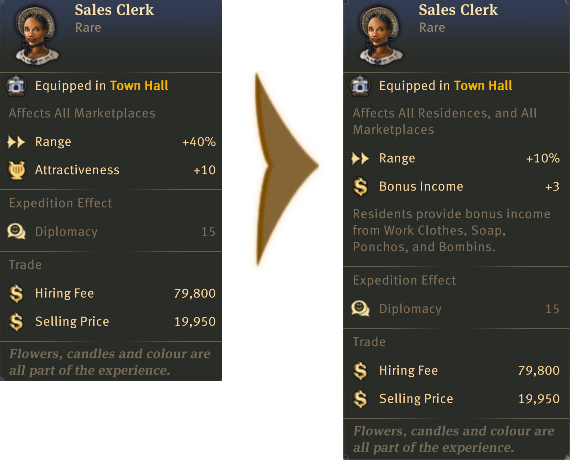 Sales Clerk
Rare
Equipped in Town Hall
Affects All Marketplaces
Range +40%
Attractiveness +10
Expedition Effect
Diplomacy 15
Trade
Hiring Fee 79,800
Selling Price 19,950
Flowers, candles and colour are
all part of the experience.
Sales Clerk
Rare
Equipped in Town Hall
Affects All Residences, and All
Marketplaces
Range +10%
Bonus Income +3
Residents provide bonus income
from Work Clothes, Soap,
Ponchos, and Bombins.
Expedition Effect
Diplomacy 15
Trade
Hiring Fee 79,800
Selling Price 19,950
Flowers, candles and colour are
all part of the experience.